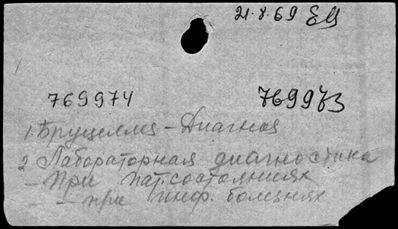 21.8.69
769974 769973
1. Бруцеллез - Диагноз
2 Лабораторная диагностика
- При пат. состояниях
- - при инф. болезнях